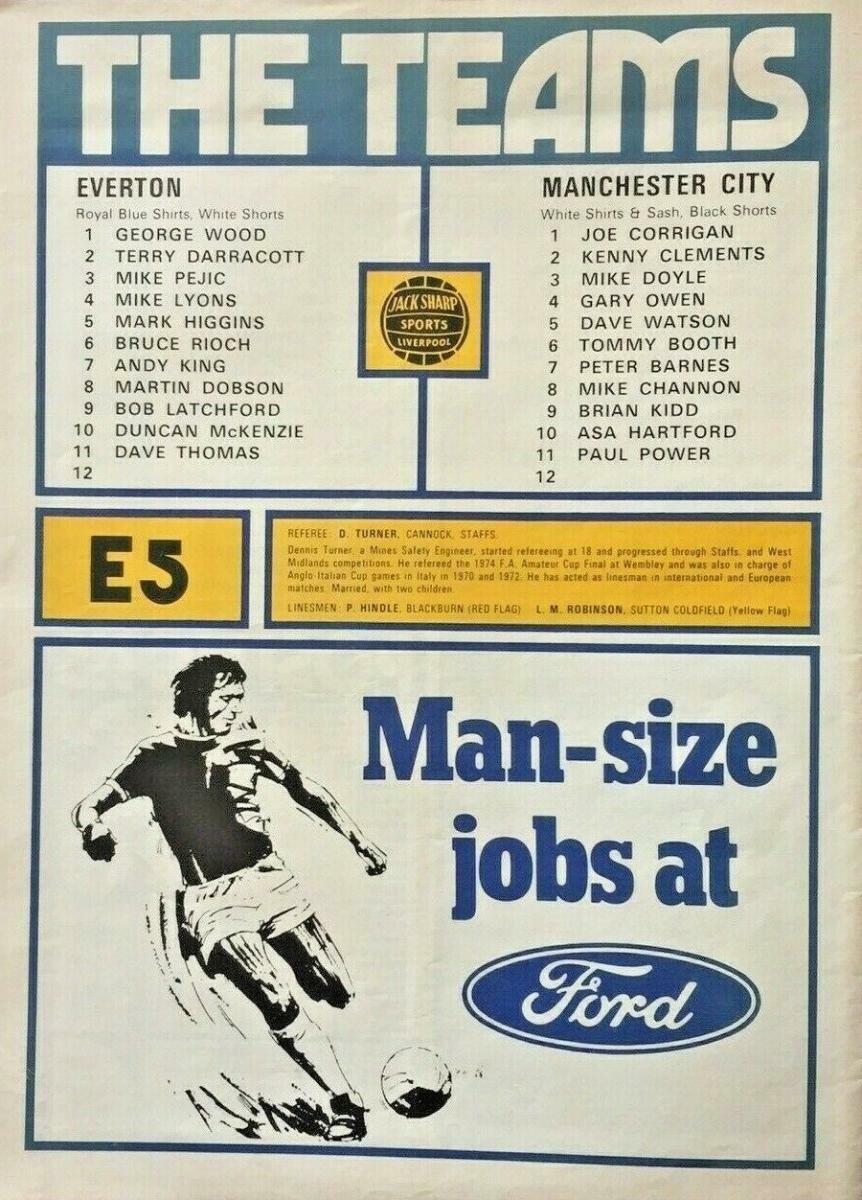 THE TEAMS
EVERTON
Royal Blue Shirts, White Shorts
1 GEORGE WOOD
2 TERRY DARRACOTT
3 MIKE PEJIC
4 MIKE LYONS
5 MARK HIGGINS
6 BRUCE RIOCH
7 ANDY KING
8 MARTIN DOBSON
9 BOB LATCHFORD
10 DUNCAN McKENZIE
11 DAVE THOMAS
12
JACK SHARP
SPORTS
LIVERPOOL
MANCHESTER CITY
White Shirts & Sash, Black Shorts
1 JOE CORRIGAN
2 KENNY CLEMENTS
3 MIKE DOYLE
4 GARY OWEN
5 DAVE WATSON
6 TOMMY BOOTH
7 PETER BARNES
8 MIKE CHANNON
9 BRIAN KIDD
10 ASA HARTFORD
11 PAUL POWER
12
E5
REFEREE: D. TURNER, CANNOCK, STAFFS.
Dennis Turner, a Mines Safety Engineer, started refereeing at 18 and progressed through Staffs. and West
Midlands competitions. He refereed the 1974 F.A. Amateur Cup Final at Wembley and was also in charge of
Anglo-Italian Cup games in Italy in 1970 and 1972. He has acted as linesman in international and European
matches. Married, with two children.
LINESMEN: P. HINDLE, BLACKBURN (RED FLAG) L. M. ROBINSON, SUTTON COLDFIELD (Yellow Flag)
Man-size
jobs at
Ford